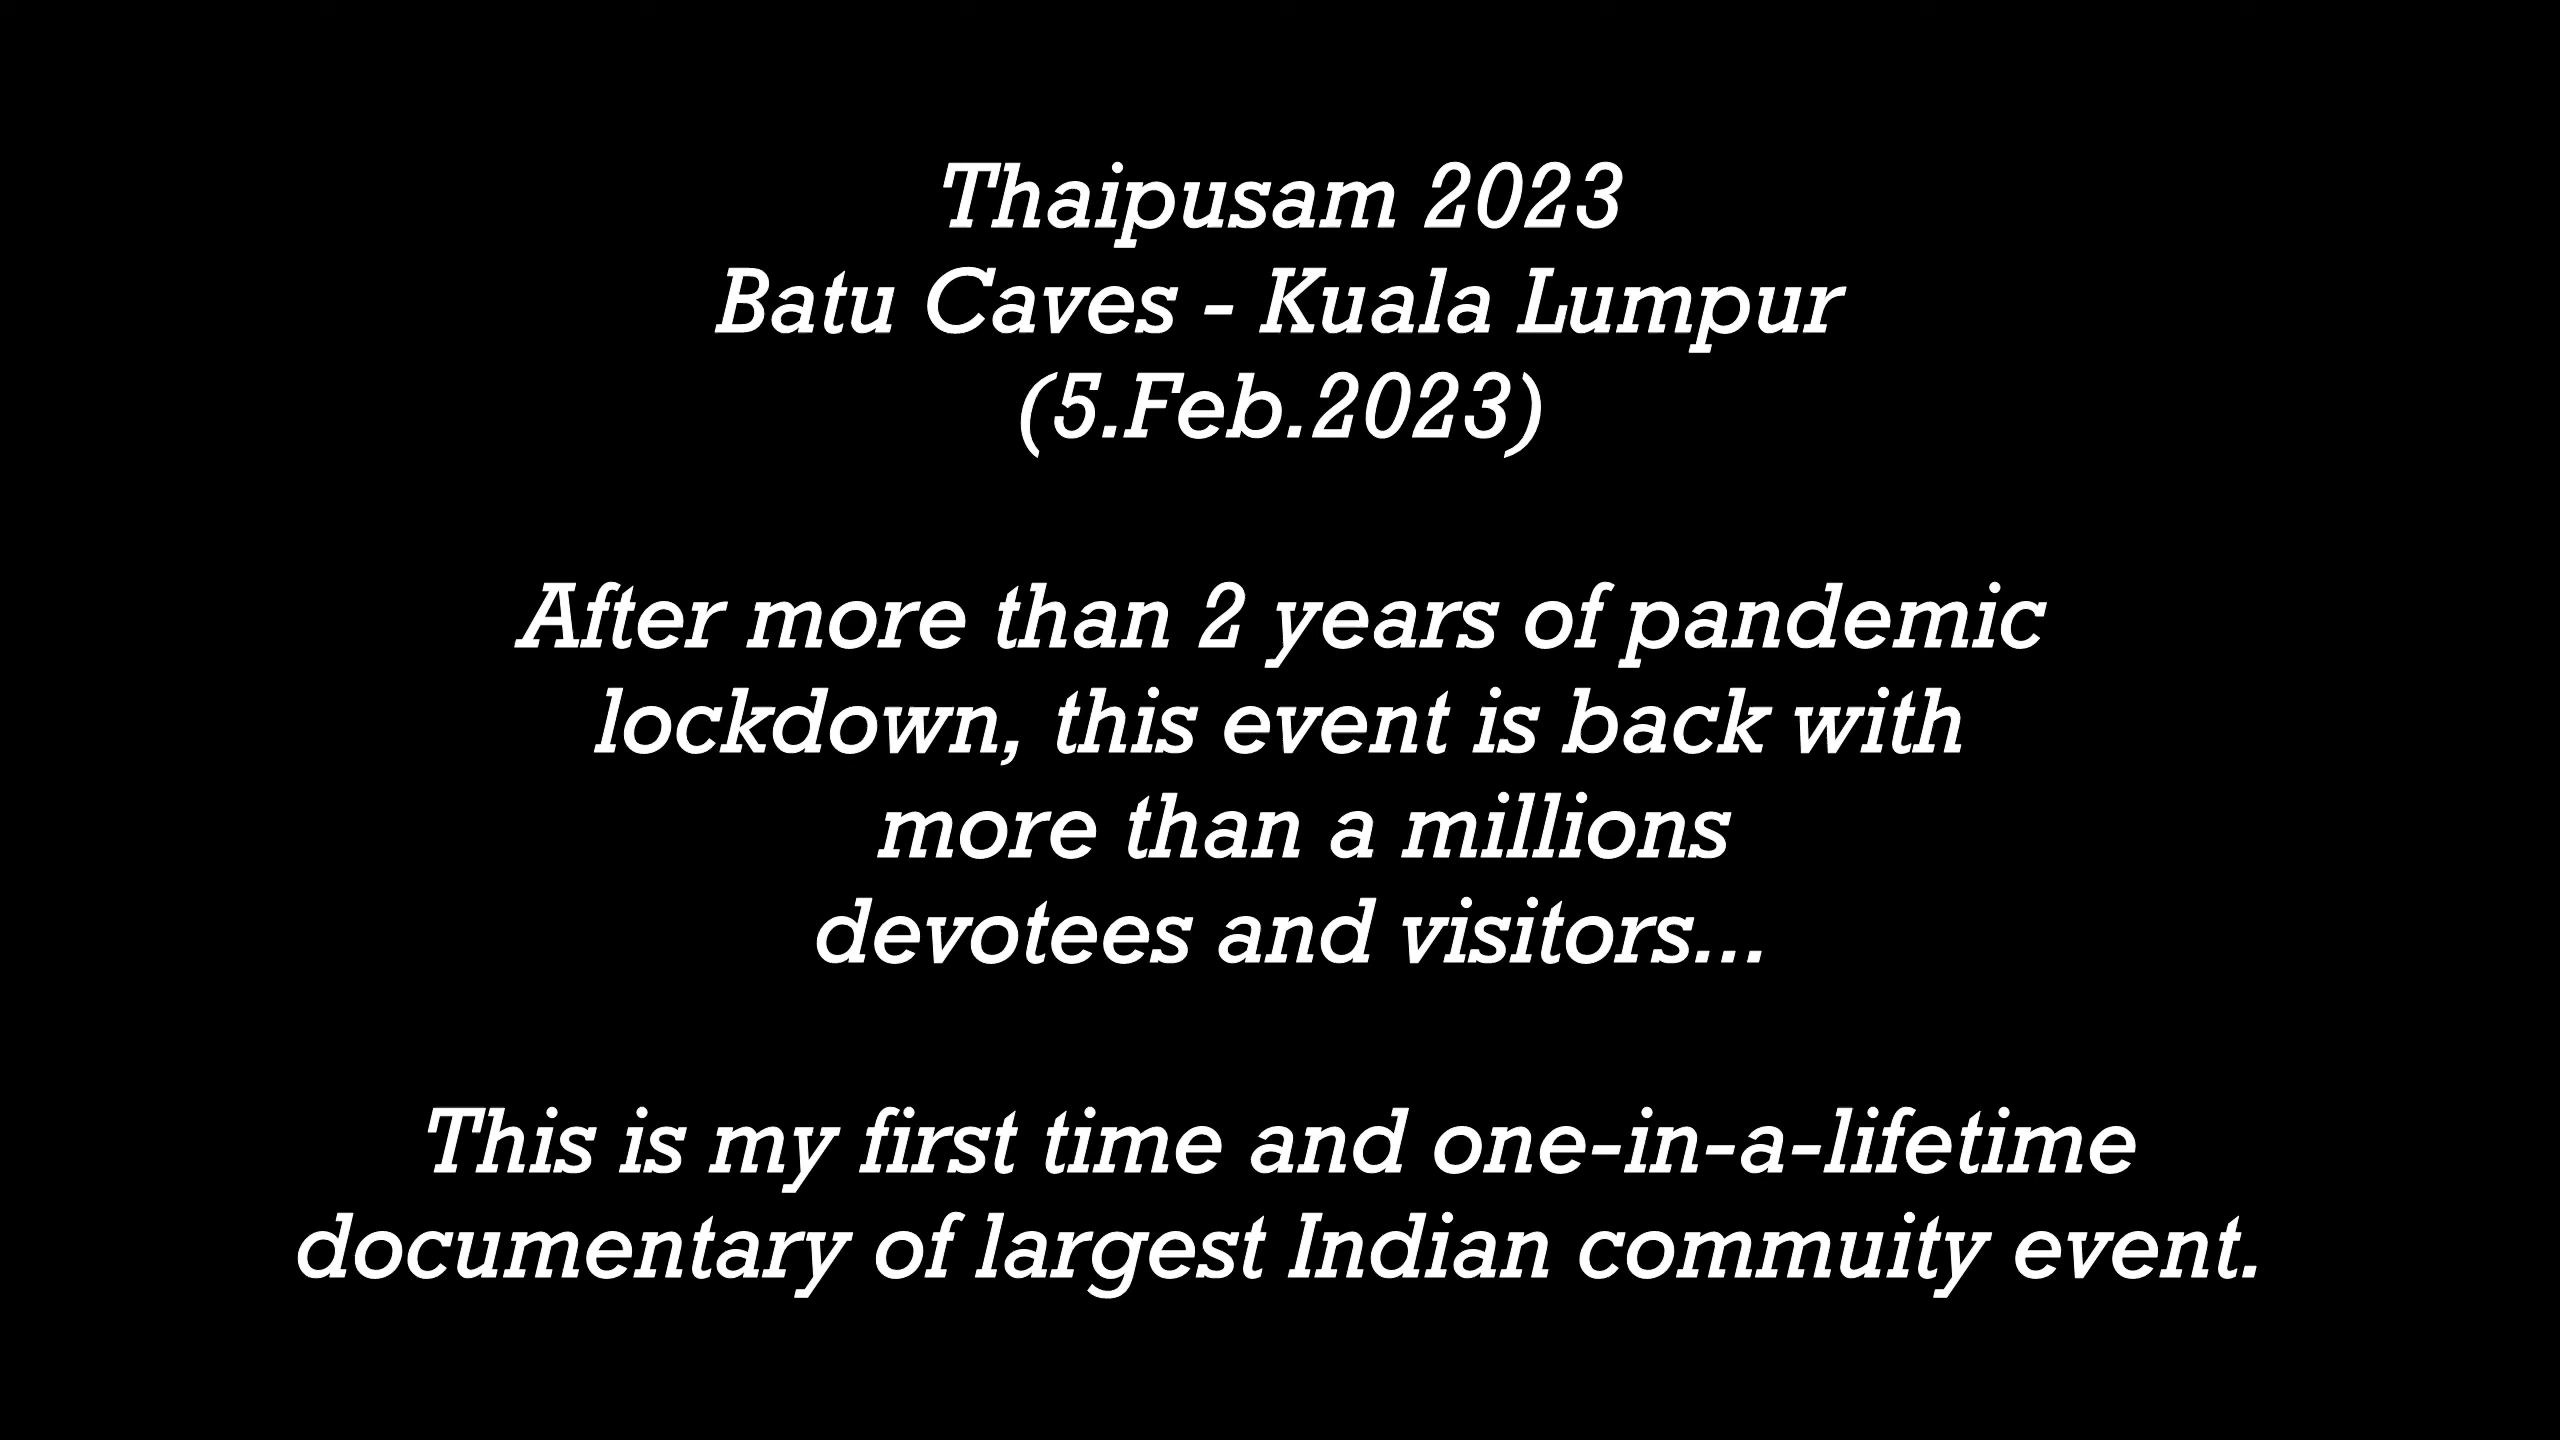 Thaipusam 2023
Batu Caves - Kuala Lumpur
(5.Feb.2023)
After more than 2 years of pandemic
lockdown, this event is back with
more than a millions
devotees and visitors...
This is my first time and one-in-a-lifetime
documentary of largest Indian commuity event.